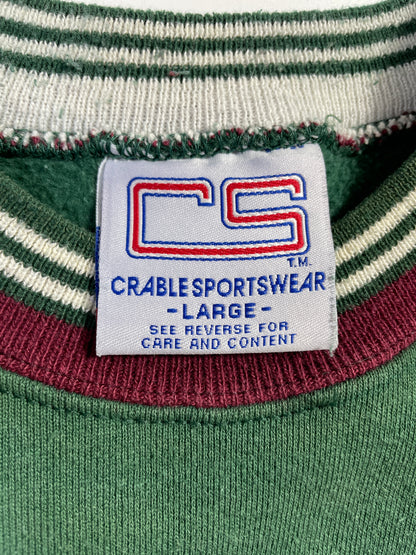 CS
T.M.
CRABLE SPORTSWEAR
-LARGE-
SEE REVERSE FOR
CARE AND CONTENT